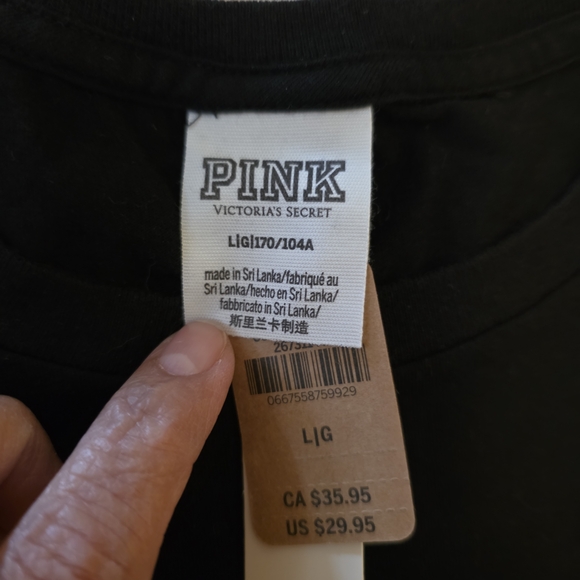 PINK
VICTORIA'S SECRET
L|G|170/104A
made in Sri Lanka/fabriqué au
Sri Lanka/hecho en Sri Lanka/
fabbricato in Sri Lanka/
斯里兰卡制造
0667558759929
L|G
CA $35.95
US $29.95